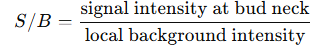 S/B = signal intensity at bud neck
local background intensity